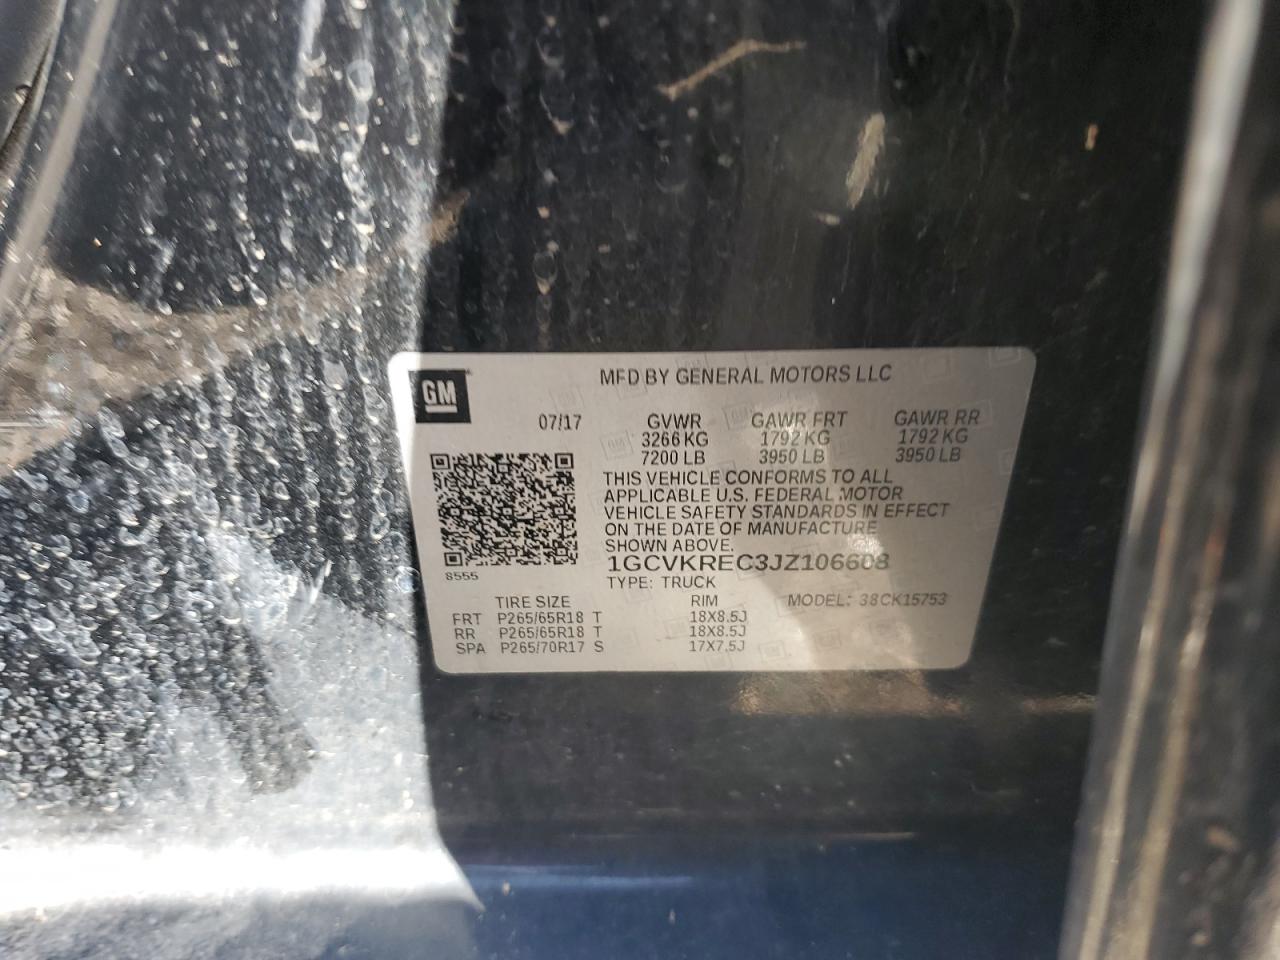 GM
MFD BY GENERAL MOTORS LLC
07/17 GVWR GAWR FRT GAWR RR
3266 KG 1792 KG 1792 KG
7200 LB 3950 LB 3950 LB
THIS VEHICLE CONFORMS TO ALL
APPLICABLE U.S. FEDERAL MOTOR
VEHICLE SAFETY STANDARDS IN EFFECT
ON THE DATE OF MANUFACTURE
SHOWN ABOVE.
1GCVKREC3JZ106608
8555
TYPE: TRUCK
TIRE SIZE RIM MODEL: 38CK15753
FRT P265/65R18 T 18X8.5J
RR P265/65R18 T 18X8.5J
SPA P265/70R17 S 17X7.5J